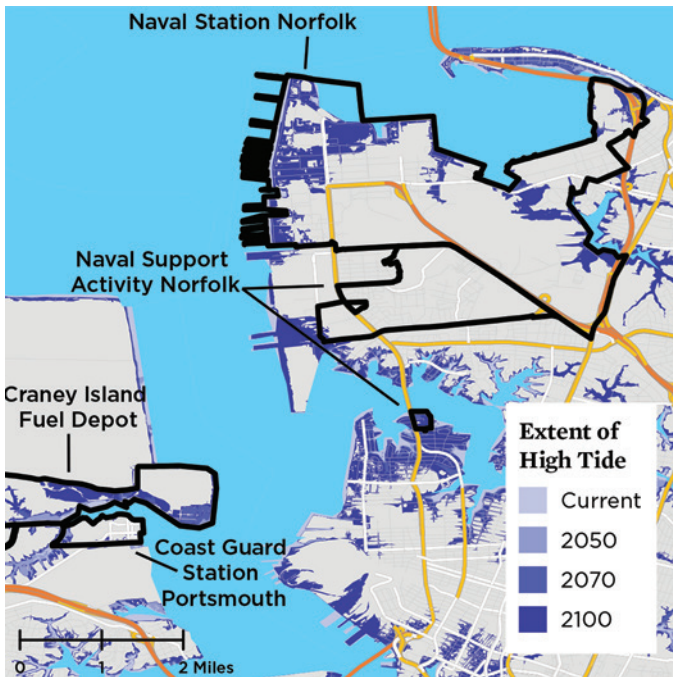 Naval Station Norfolk
Naval Support
Activity Norfolk
Craney Island
Fuel Depot
Coast Guard
Station
Portsmouth
Extent of
High Tide
Current
2050
2070
2100
0 1 2 Miles